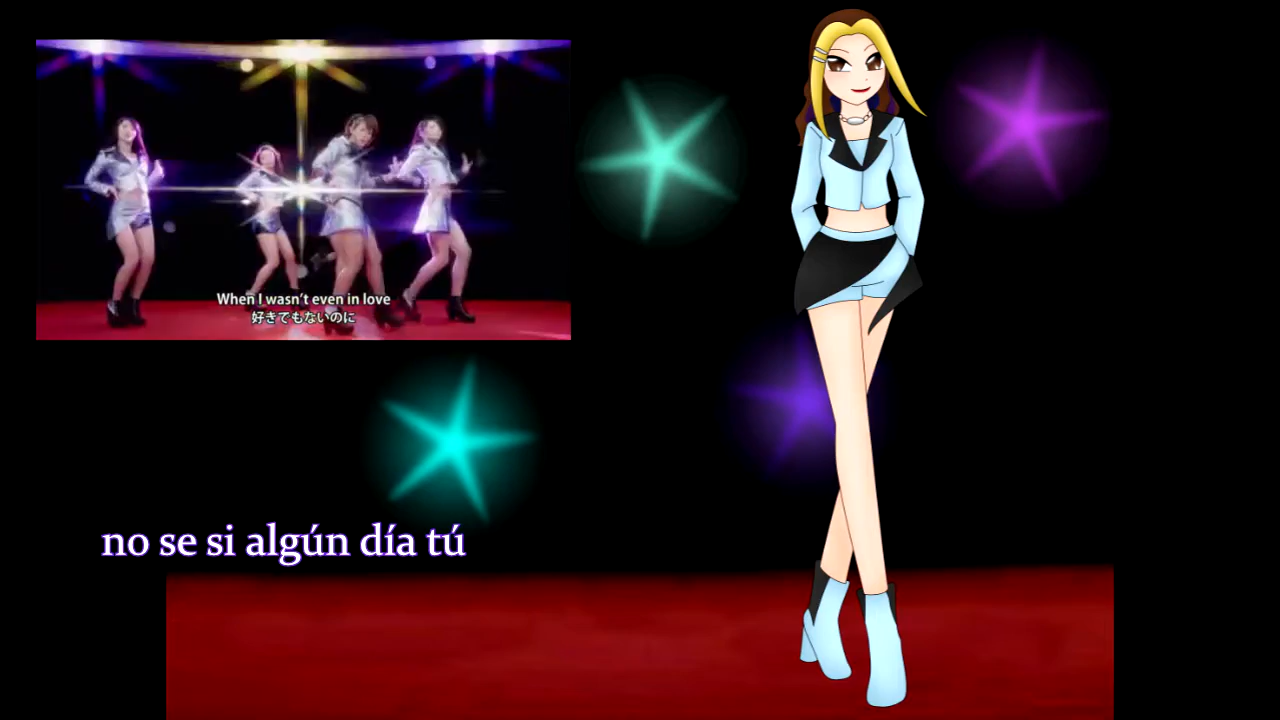 When I wasn't even in love
好きでもないのに
no se si algún día tú